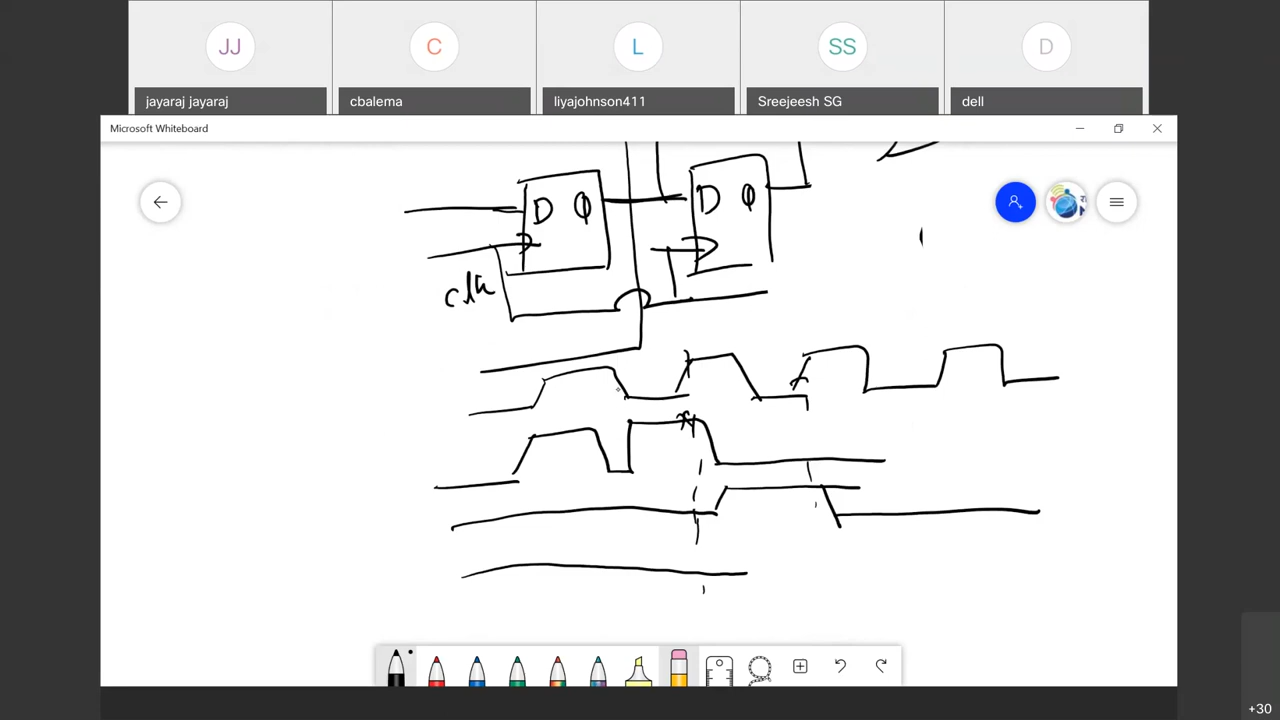 JJ C L SS D
jayaraj jayaraj cbalema liyajohnson411 Sreejeesh SG dell
Microsoft Whiteboard
D Q D Q
clk
+30